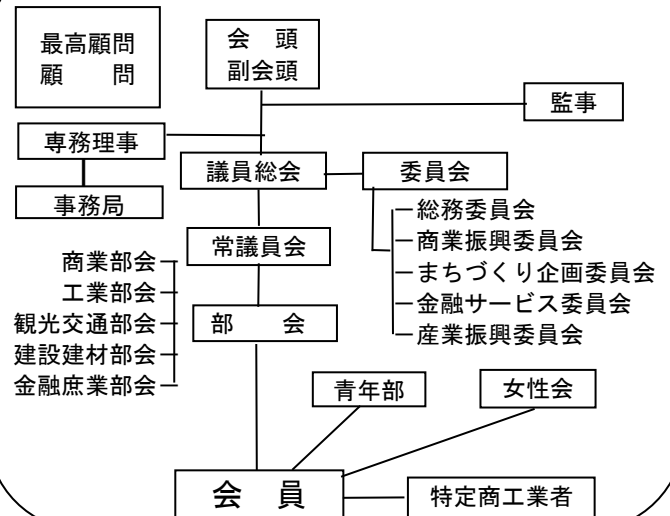 最高顧問
顧　　問
会　頭
副会頭
監事
専務理事
議員総会
委員会
事務局
総務委員会
常議員会
商業振興委員会
商業部会
まちづくり企画委員会
工業部会
金融サービス委員会
観光交通部会
部　　会
産業振興委員会
建設建材部会
金融庶業部会
青年部
女性会
会　員
特定商工業者